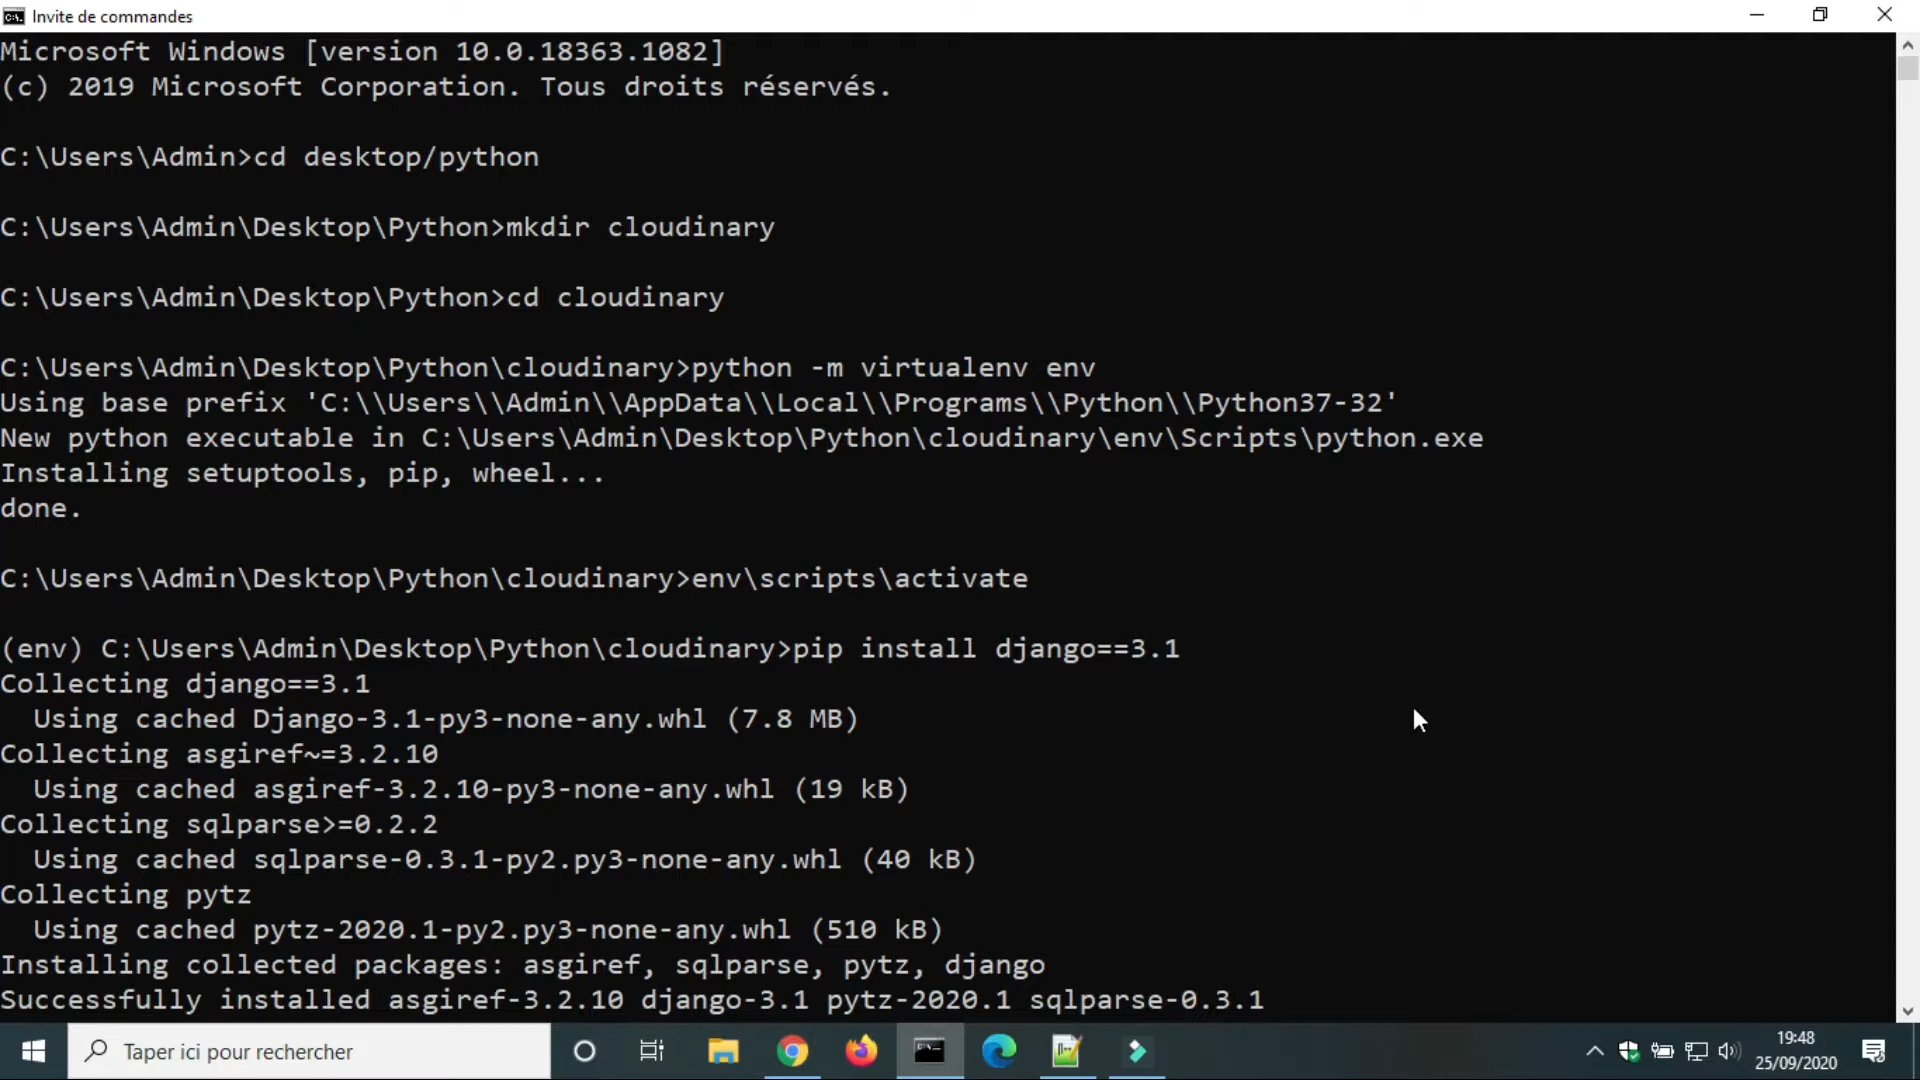 Invite de commandes
Microsoft Windows [version 10.0.18363.1082]
(c) 2019 Microsoft Corporation. Tous droits réservés.
C:\Users\Admin>cd desktop/python
C:\Users\Admin\Desktop\Python>mkdir cloudinary
C:\Users\Admin\Desktop\Python>cd cloudinary
C:\Users\Admin\Desktop\Python\cloudinary>python -m virtualenv env
Using base prefix 'C:\\Users\\Admin\\AppData\\Local\\Programs\\Python\\Python37-32'
New python executable in C:\Users\Admin\Desktop\Python\cloudinary\env\Scripts\python.exe
Installing setuptools, pip, wheel...
done.
C:\Users\Admin\Desktop\Python\cloudinary>env\scripts\activate
(env) C:\Users\Admin\Desktop\Python\cloudinary>pip install django==3.1
Collecting django==3.1
  Using cached Django-3.1-py3-none-any.whl (7.8 MB)
Collecting asgiref~=3.2.10
  Using cached asgiref-3.2.10-py3-none-any.whl (19 kB)
Collecting sqlparse>=0.2.2
  Using cached sqlparse-0.3.1-py2.py3-none-any.whl (40 kB)
Collecting pytz
  Using cached pytz-2020.1-py2.py3-none-any.whl (510 kB)
Installing collected packages: asgiref, sqlparse, pytz, django
Successfully installed asgiref-3.2.10 django-3.1 pytz-2020.1 sqlparse-0.3.1
Taper ici pour rechercher
19:48
25/09/2020